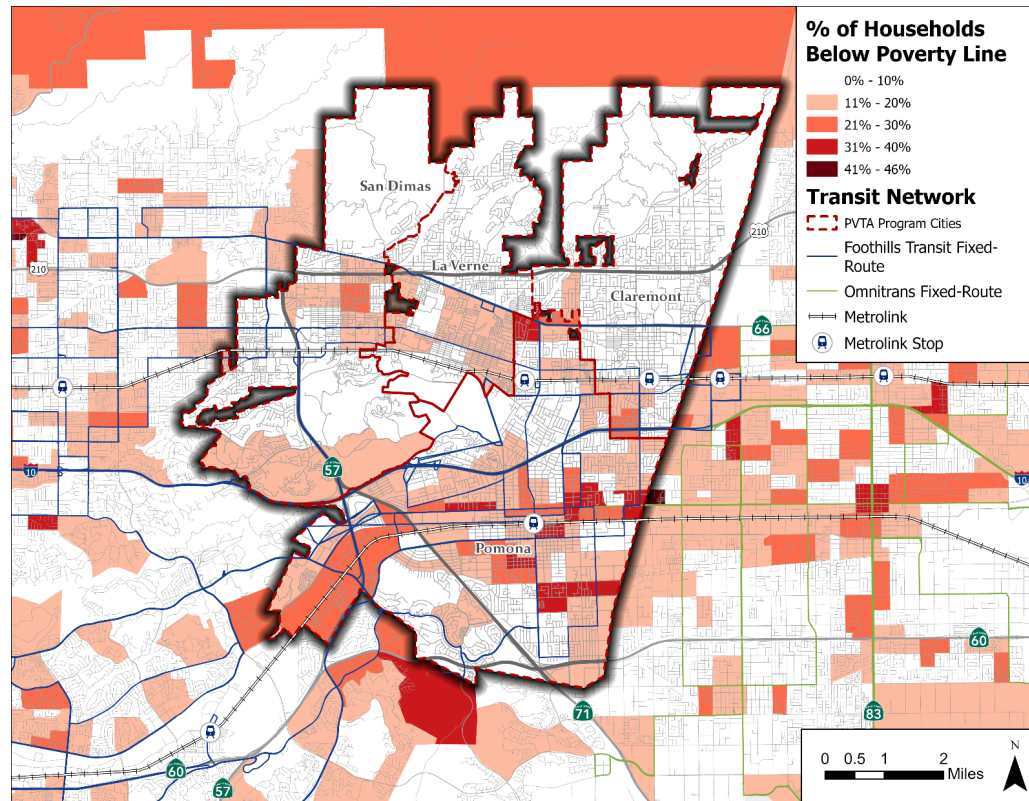 % of Households
Below Poverty Line
0% - 10%
11% - 20%
21% - 30%
31% - 40%
41% - 46%
Transit Network
PVTA Program Cities
Foothills Transit Fixed-
Route
Omnitrans Fixed-Route
Metrolink
Metrolink Stop
San Dimas
210
210
La Verne
Claremont
66
57
10
10
Pomona
60
71
83
60
57
0 0.5 1 2
Miles
N